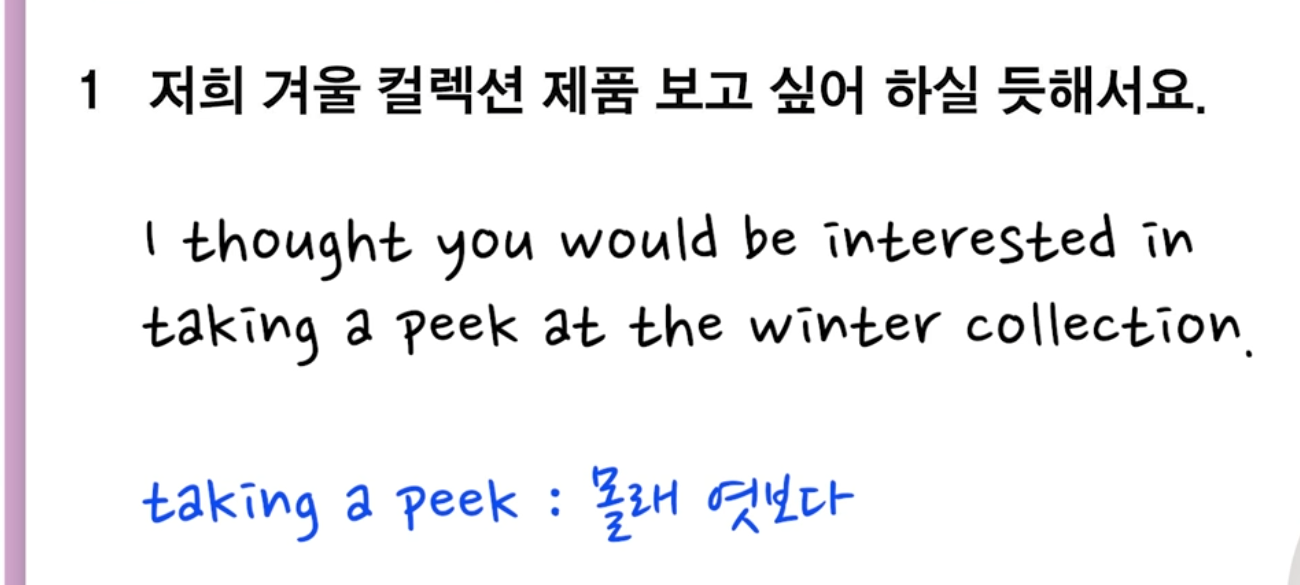 1 저희 겨울 컬렉션 제품 보고 싶어 하실 듯해서요.
I thought you would be interested in
taking a peek at the winter collection.
taking a peek : 몰래 엿보다